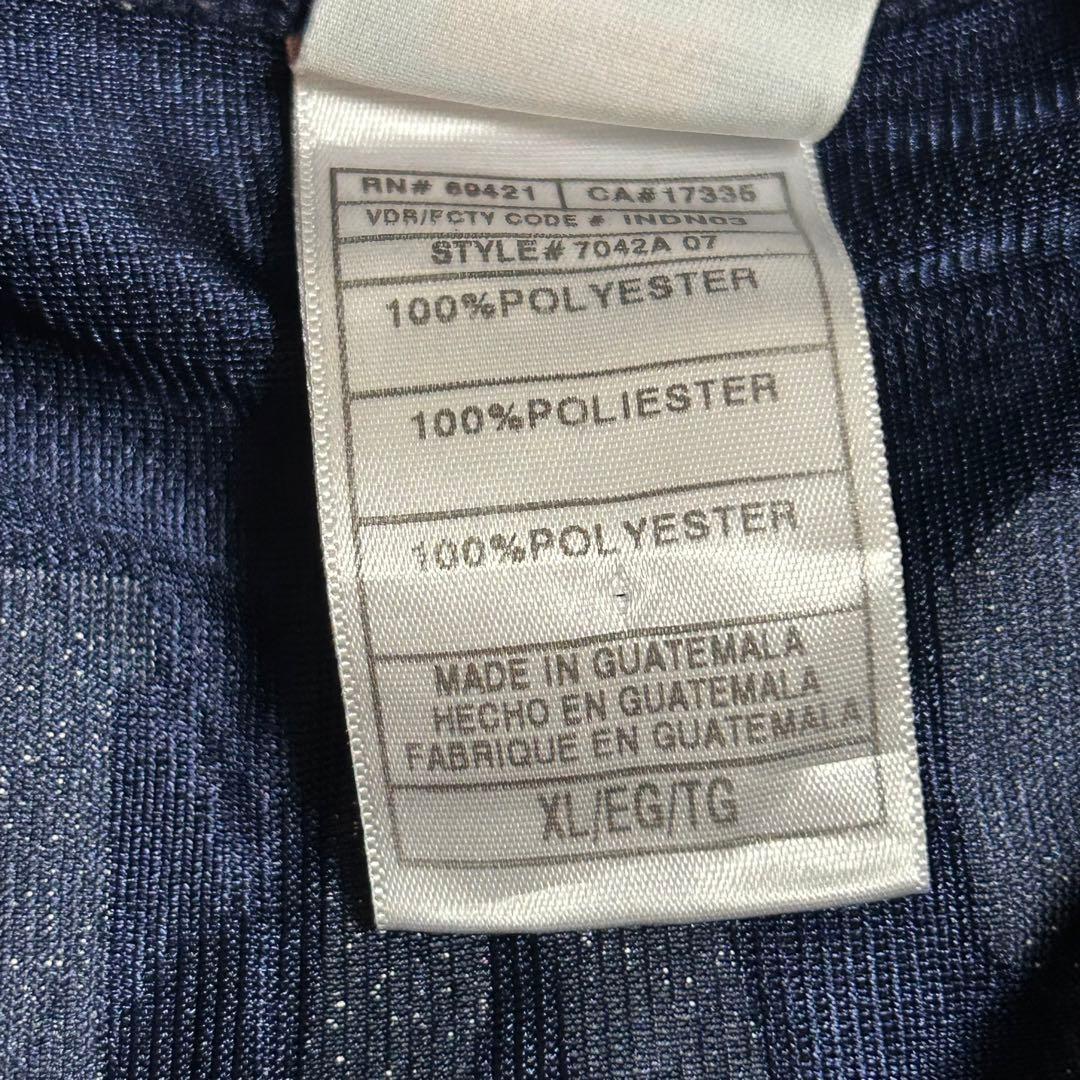 RN# 69421 CA#17335
VDR/FCTY CODE # INDN03
STYLE# 7042A 07
100%POLYESTER
100%POLIESTER
100%POLYESTER
MADE IN GUATEMALA
HECHO EN GUATEMALA
FABRIQUE EN GUATEMALA
XL/EG/TG